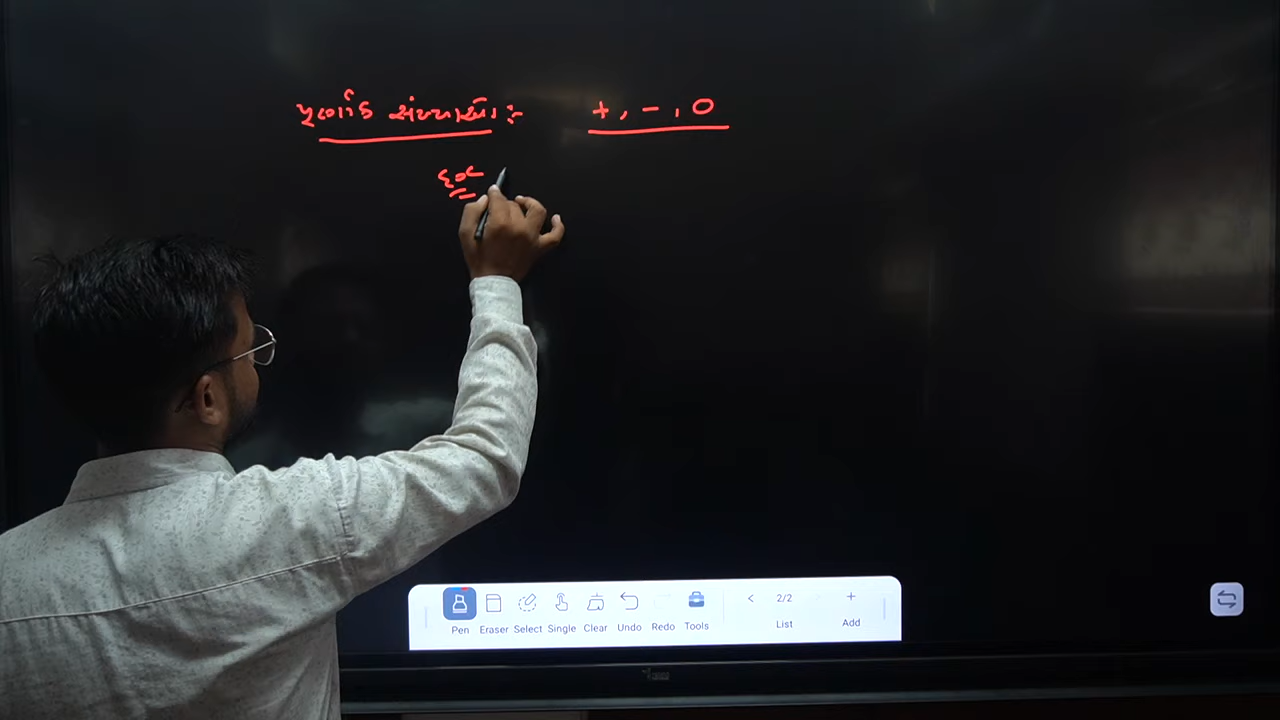 પૂર્ણાંક સંખ્યાઓ :- +, -, 0
Pen Eraser Select Single Clear Undo Redo Tools < 2/2 List + Add